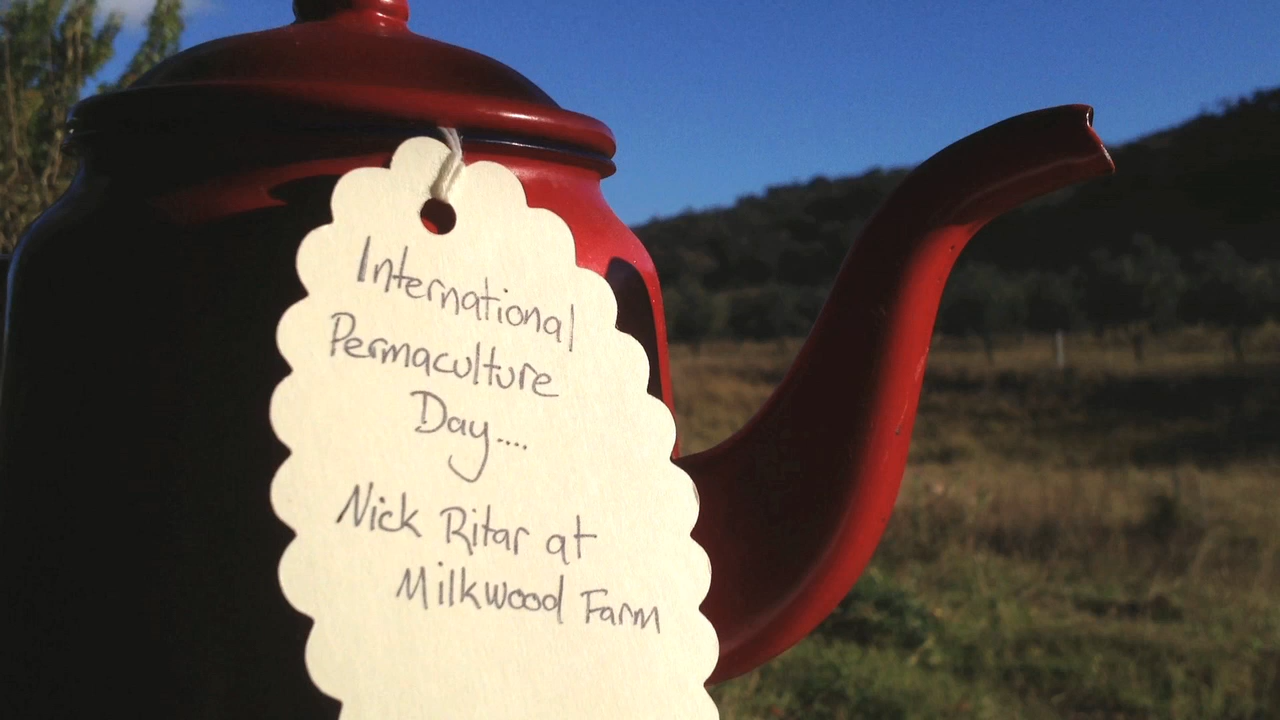 International
Permaculture
Day....
Nick Ritar at
Milkwood Farm